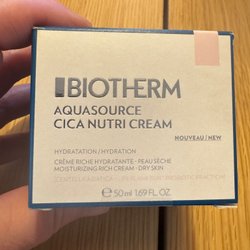 BIOTHERM
AQUASOURCE
CICA NUTRI CREAM
NOUVEAU / NEW
HYDRATATION / HYDRATION
CRÈME RICHE HYDRATANTE - PEAU SÈCHE
MOISTURIZING RICH CREAM - DRY SKIN
e 50 ml 1.69 FL. OZ.